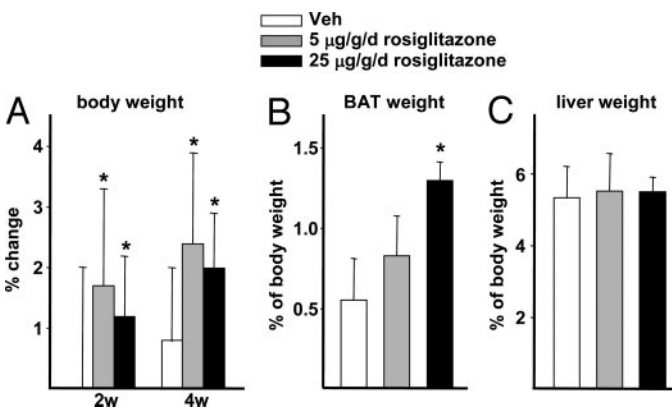 Veh
5 μg/g/d rosiglitazone
25 μg/g/d rosiglitazone
A body weight
% change
4
3
2
1
* * * *
2w 4w
B BAT weight
% of body weight
1.5
1.0
0.5
*
C liver weight
% of body weight
6
4
2